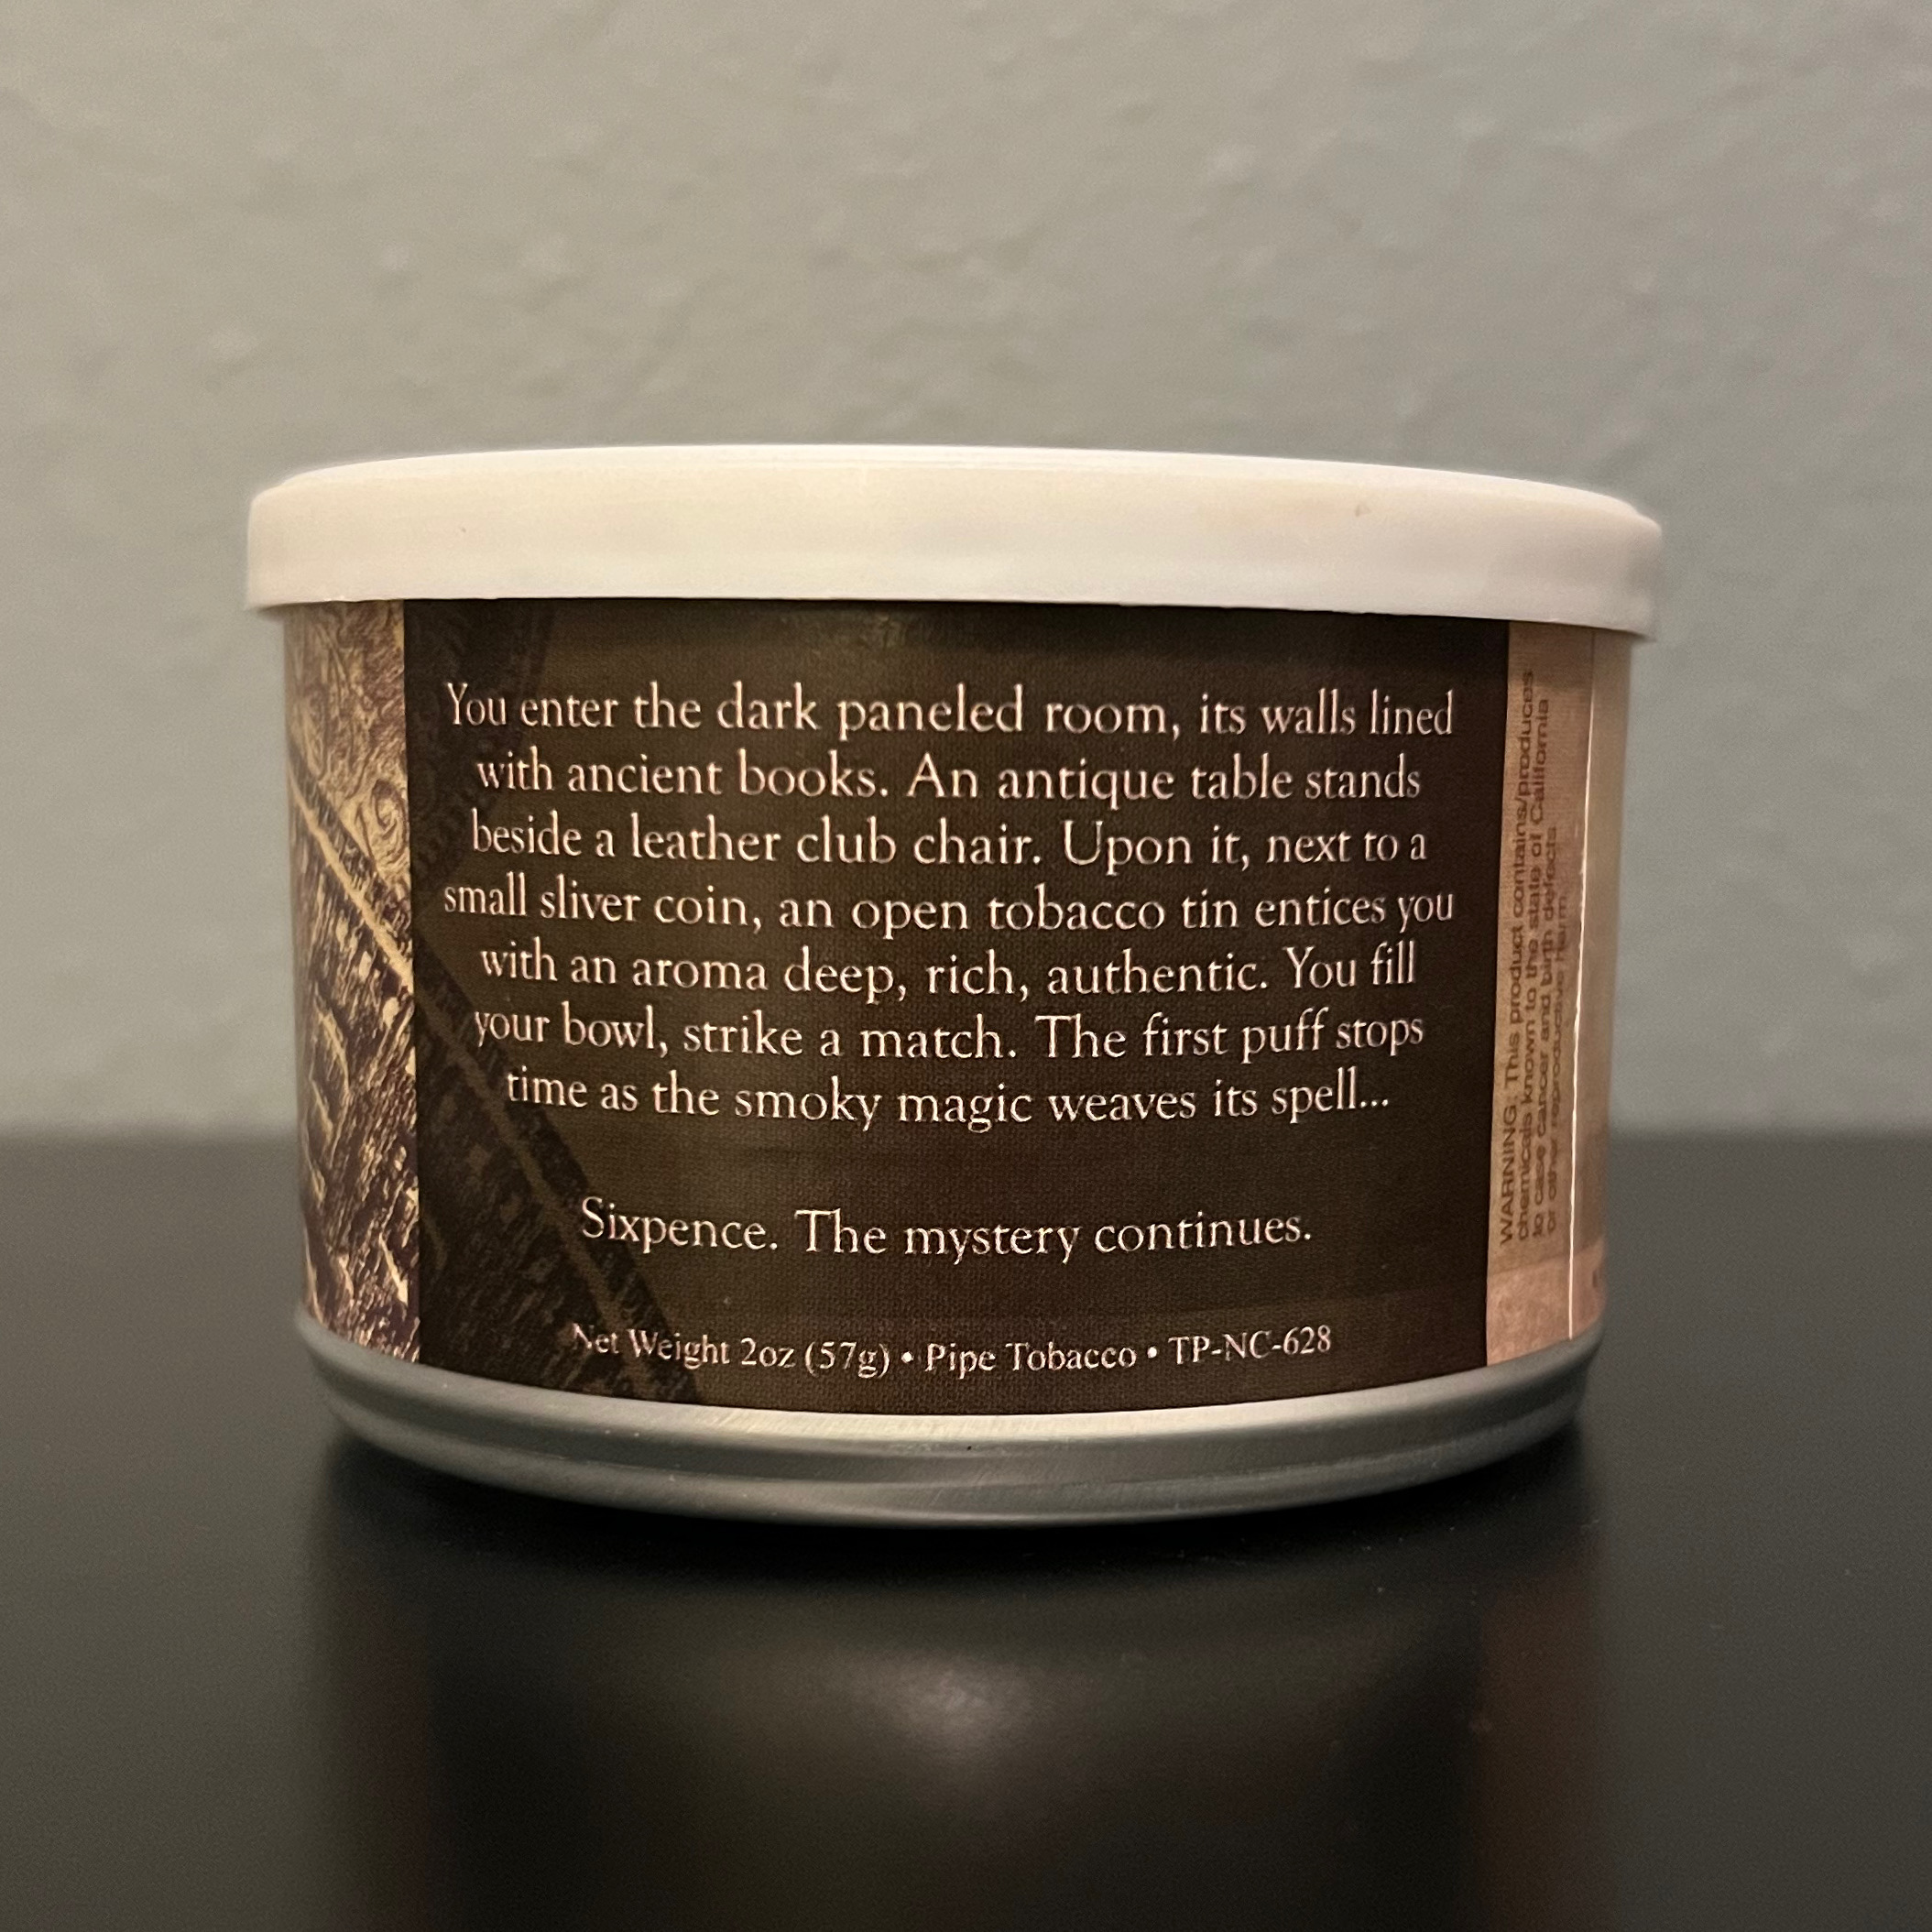 You enter the dark paneled room, its walls lined
with ancient books. An antique table stands
beside a leather club chair. Upon it, next to a
small sliver coin, an open tobacco tin entices you
with an aroma deep, rich, authentic. You fill
your bowl, strike a match. The first puff stops
time as the smoky magic weaves its spell...
Sixpence. The mystery continues.
Net Weight 2oz (57g) • Pipe Tobacco • TP-NC-628
WARNING: This product contains/produces
chemicals known to the state of California
to case cancer and birth defects
or other reproductive harm.